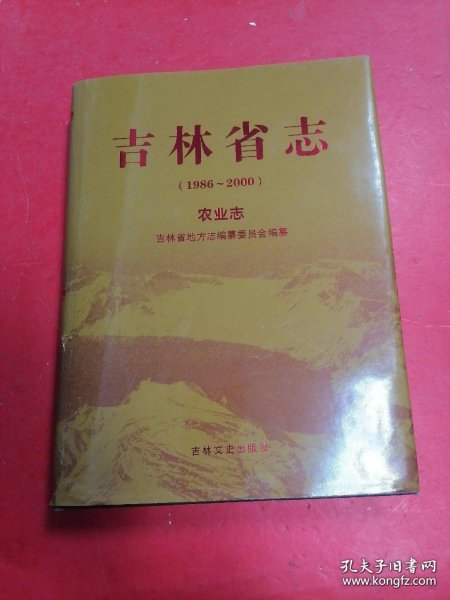 吉林省志
(1986~2000)
农业志
吉林省地方志编纂委员会编纂
吉林文史出版社
孔夫子旧书网
www.kongfz.com